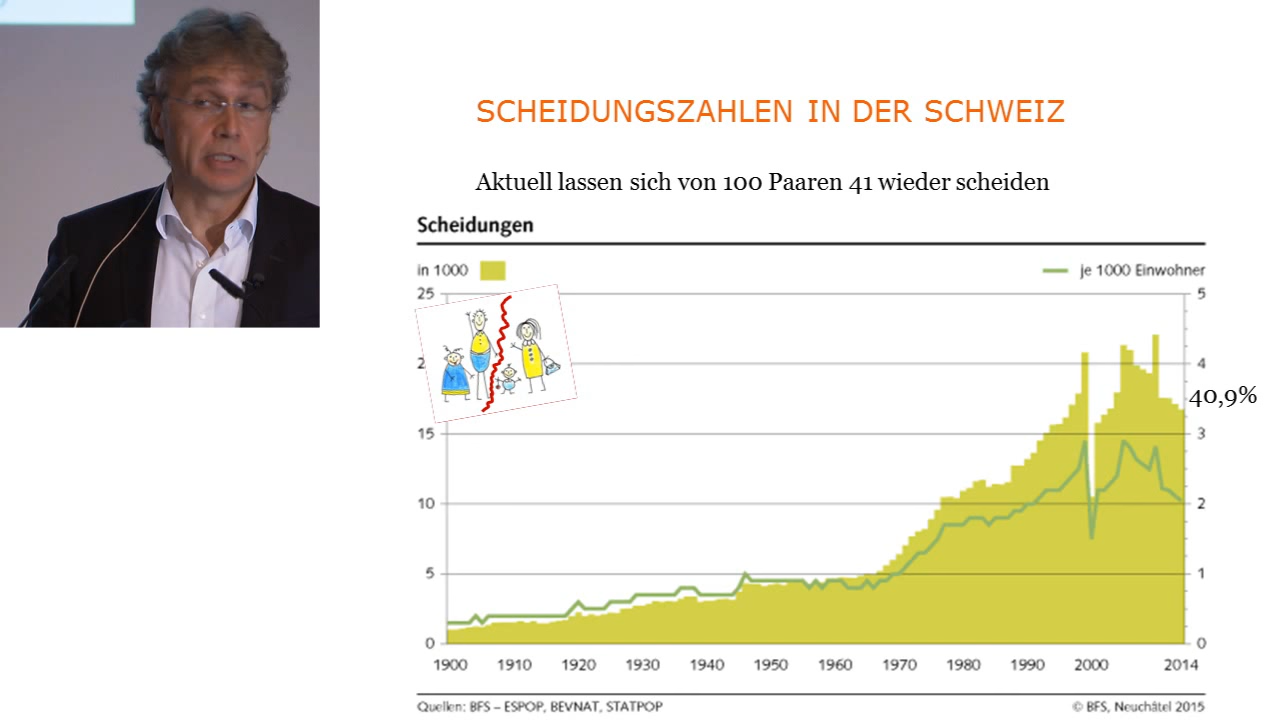 SCHEIDUNGSZAHLEN IN DER SCHWEIZ
Aktuell lassen sich von 100 Paaren 41 wieder scheiden
Scheidungen
in 1000
je 1000 Einwohner
25
5
2
4
40,9%
15
3
10
2
5
1
0
0
1900 1910 1920 1930 1940 1950 1960 1970 1980 1990 2000 2014
Quellen: BFS – ESPOP, BEVNAT, STATPOP
© BFS, Neuchâtel 2015